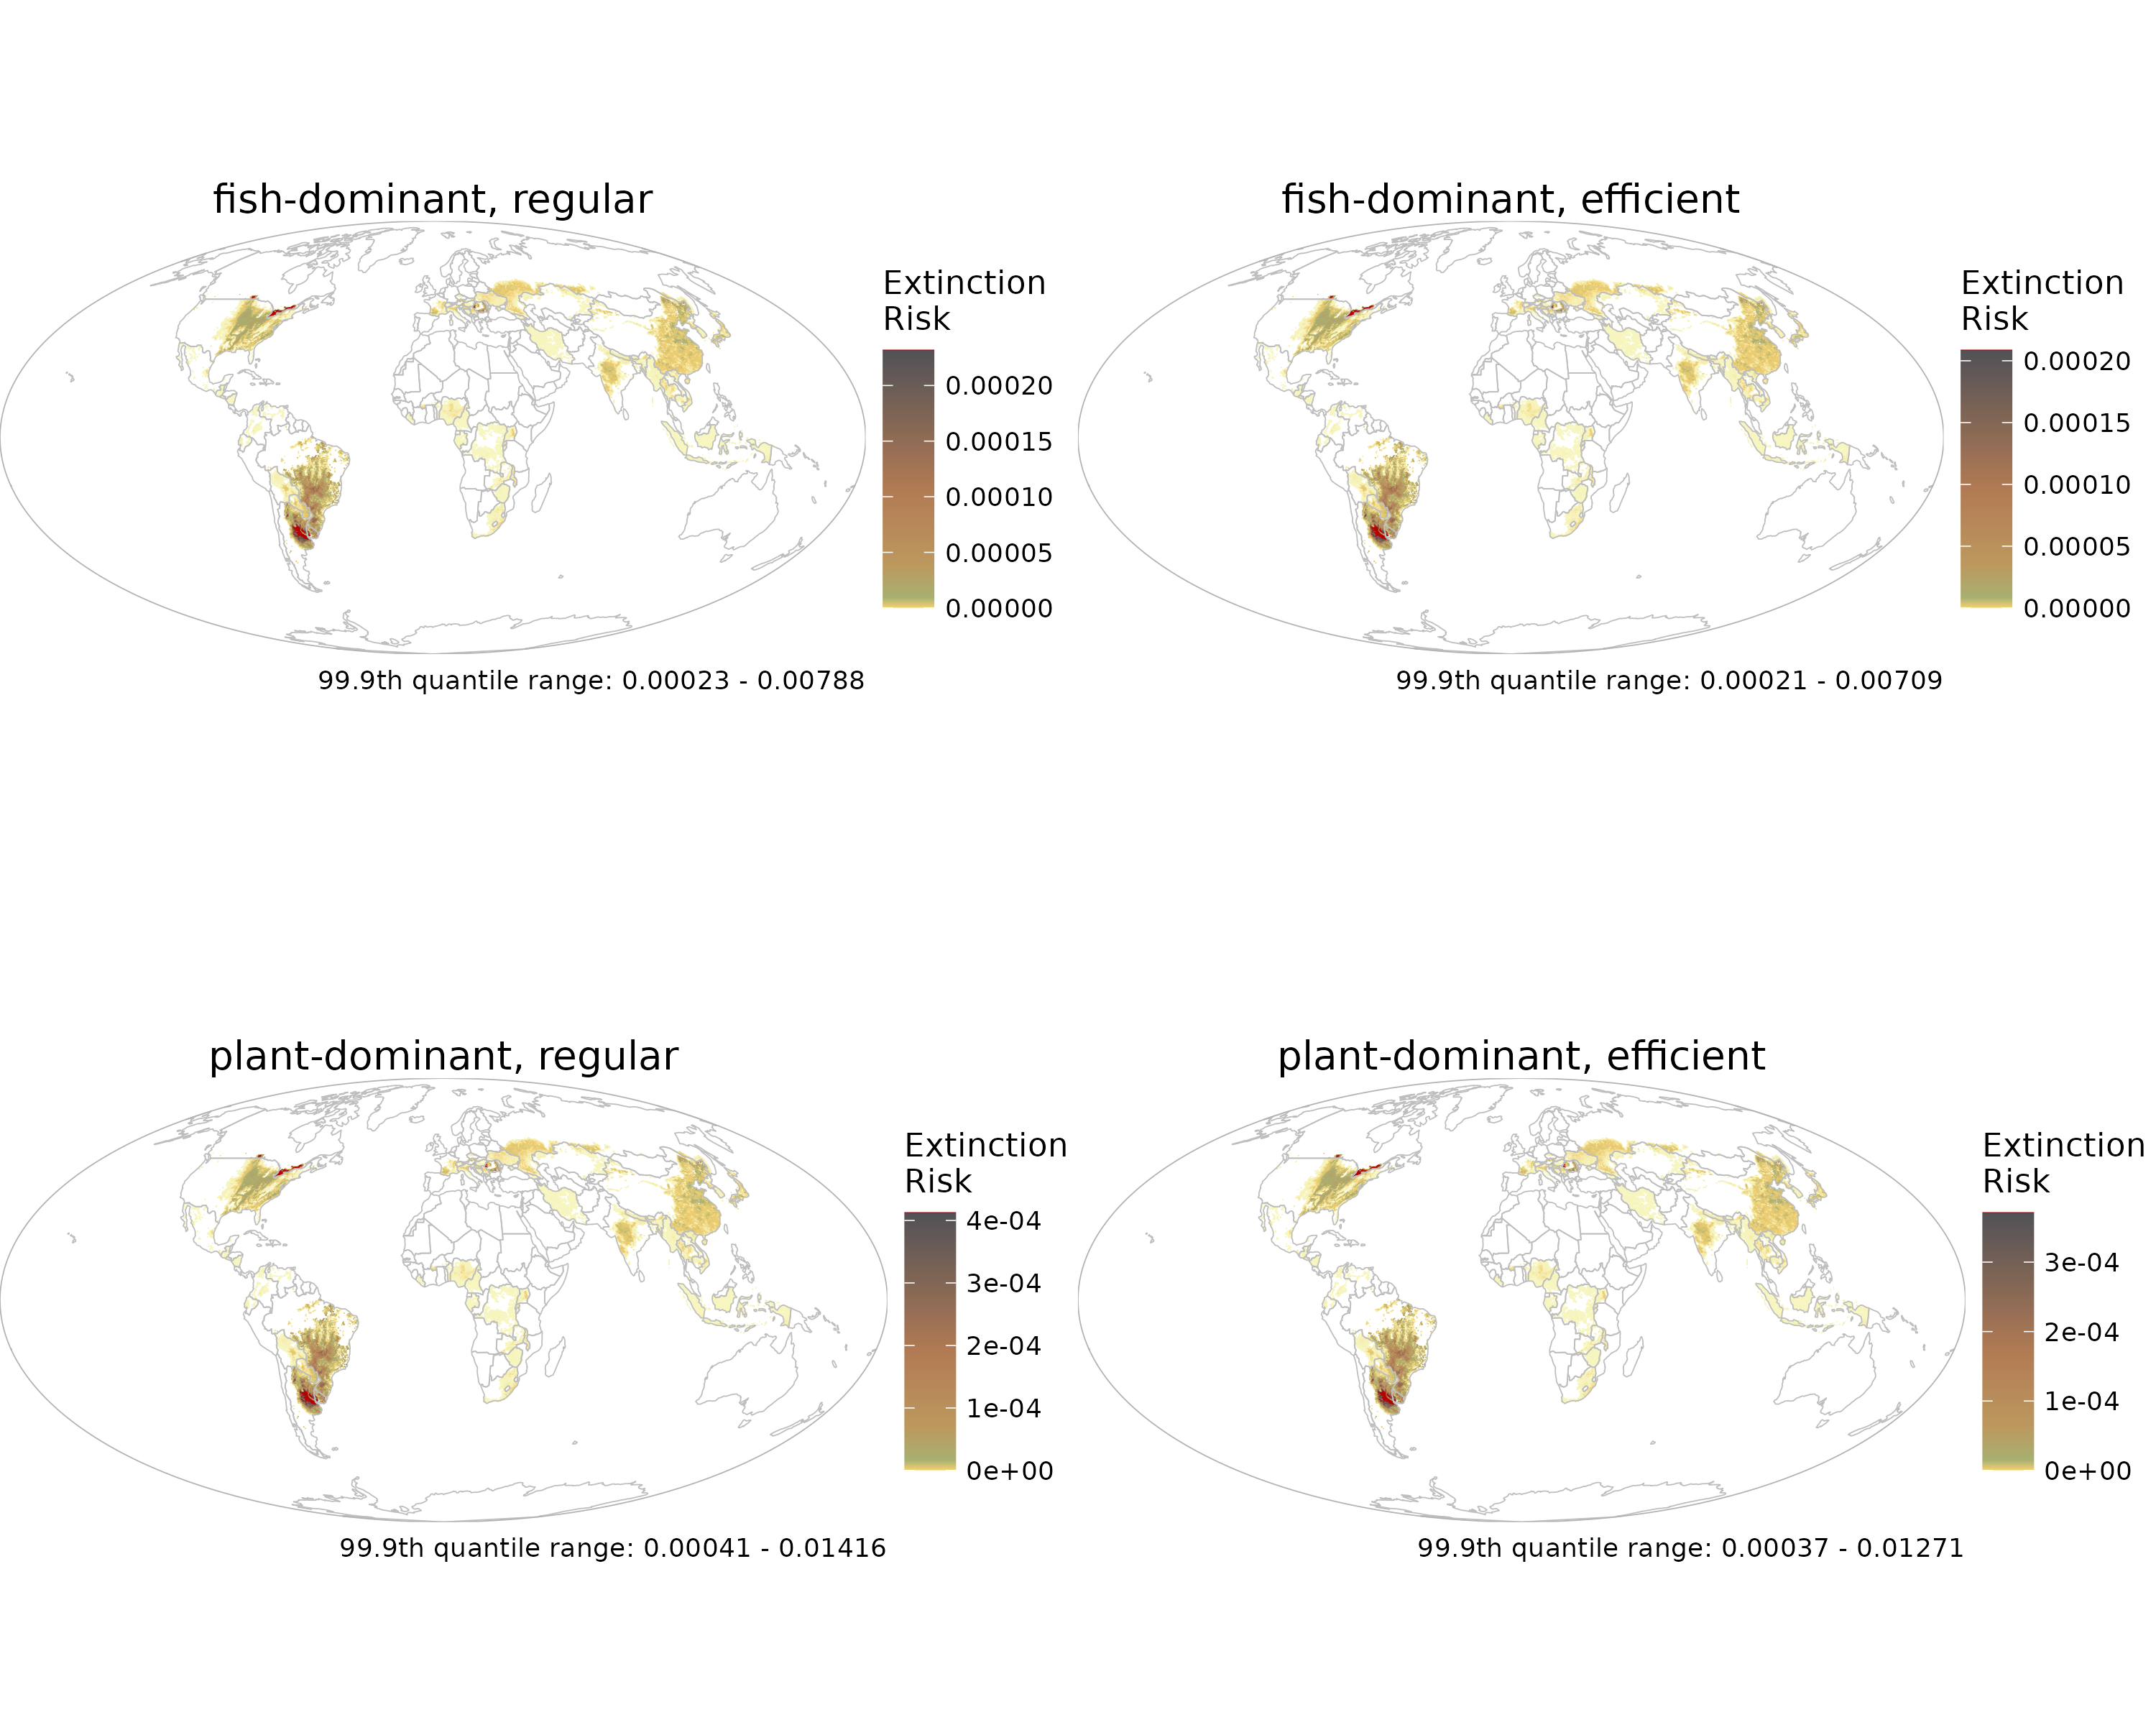 fish-dominant, regular
Extinction
Risk
0.00020
0.00015
0.00010
0.00005
0.00000
99.9th quantile range: 0.00023 - 0.00788
fish-dominant, efficient
Extinction
Risk
0.00020
0.00015
0.00010
0.00005
0.00000
99.9th quantile range: 0.00021 - 0.00709
plant-dominant, regular
Extinction
Risk
4e-04
3e-04
2e-04
1e-04
0e+00
99.9th quantile range: 0.00041 - 0.01416
plant-dominant, efficient
Extinction
Risk
3e-04
2e-04
1e-04
0e+00
99.9th quantile range: 0.00037 - 0.01271